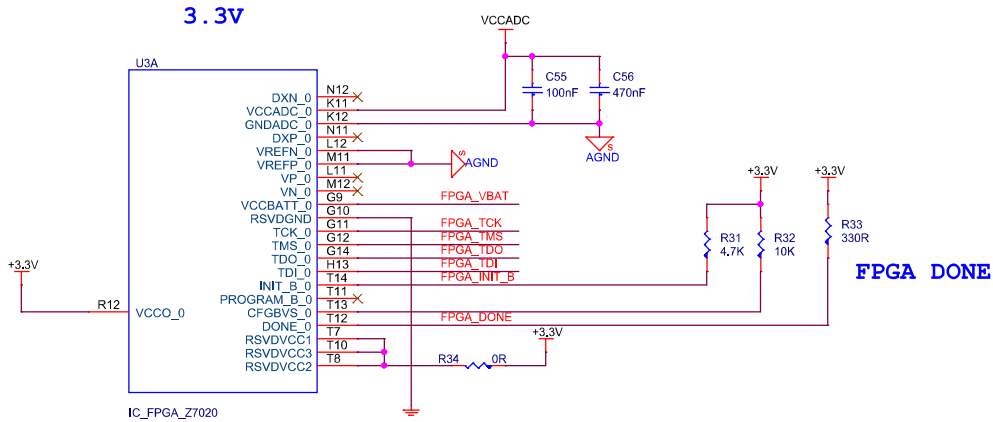 3.3V
VCCADC
U3A
C55
100nF
C56
470nF
DXN_0 N12
VCCADC_0 K11
GNDADC_0 K12
DXP_0 N11
VREFN_0 L12
VREFP_0 M11
VP_0 L11
VN_0 M12
VCCBATT_0 G9 FPGA_VBAT
RSVDGND G10
TCK_0 G11 FPGA_TCK
TMS_0 G12 FPGA_TMS
TDO_0 G14 FPGA_TDO
TDI_0 H13 FPGA_TDI
INIT_B_0 T14 FPGA_INIT_B
PROGRAM_B_0 T11
CFGBVS_0 T13
DONE_0 T12 FPGA_DONE
RSVDVCC1 T7
RSVDVCC3 T10
RSVDVCC2 T8
S
AGND
S
AGND
+3.3V
+3.3V
R31
4.7K
R32
10K
R33
330R
FPGA DONE
+3.3V
R12 VCCO_0
+3.3V
R34 0R
IC_FPGA_Z7020